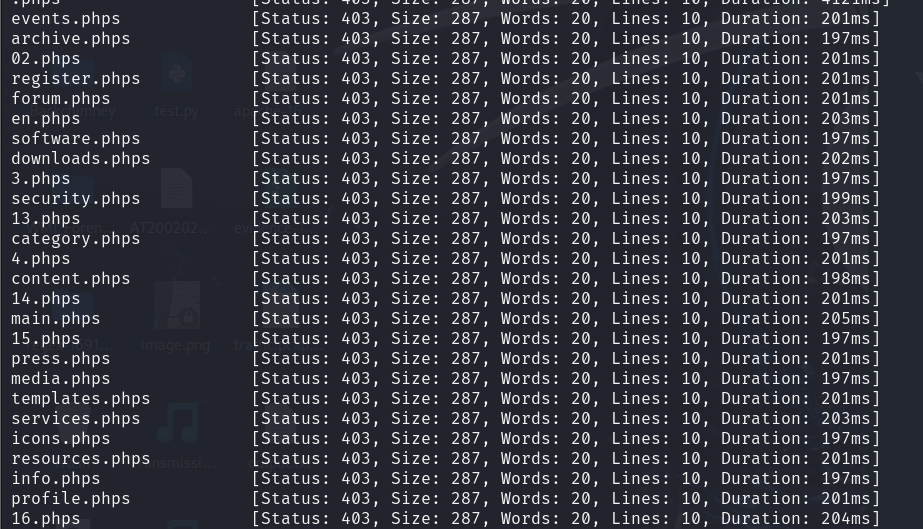 .phps [Status: 403, Size: 287, Words: 20, Lines: 10, Duration: 4121ms]
events.phps [Status: 403, Size: 287, Words: 20, Lines: 10, Duration: 201ms]
archive.phps [Status: 403, Size: 287, Words: 20, Lines: 10, Duration: 197ms]
02.phps [Status: 403, Size: 287, Words: 20, Lines: 10, Duration: 201ms]
register.phps [Status: 403, Size: 287, Words: 20, Lines: 10, Duration: 201ms]
test.py
forum.phps [Status: 403, Size: 287, Words: 20, Lines: 10, Duration: 201ms]
en.phps [Status: 403, Size: 287, Words: 20, Lines: 10, Duration: 203ms]
software.phps [Status: 403, Size: 287, Words: 20, Lines: 10, Duration: 197ms]
downloads.phps [Status: 403, Size: 287, Words: 20, Lines: 10, Duration: 202ms]
3.phps [Status: 403, Size: 287, Words: 20, Lines: 10, Duration: 197ms]
security.phps [Status: 403, Size: 287, Words: 20, Lines: 10, Duration: 199ms]
13.phps [Status: 403, Size: 287, Words: 20, Lines: 10, Duration: 203ms]
AT200202...
category.phps [Status: 403, Size: 287, Words: 20, Lines: 10, Duration: 197ms]
4.phps [Status: 403, Size: 287, Words: 20, Lines: 10, Duration: 201ms]
content.phps [Status: 403, Size: 287, Words: 20, Lines: 10, Duration: 198ms]
14.phps [Status: 403, Size: 287, Words: 20, Lines: 10, Duration: 201ms]
main.phps [Status: 403, Size: 287, Words: 20, Lines: 10, Duration: 205ms]
15.phps [Status: 403, Size: 287, Words: 20, Lines: 10, Duration: 197ms]
image.png
press.phps [Status: 403, Size: 287, Words: 20, Lines: 10, Duration: 201ms]
media.phps [Status: 403, Size: 287, Words: 20, Lines: 10, Duration: 197ms]
templates.phps [Status: 403, Size: 287, Words: 20, Lines: 10, Duration: 201ms]
services.phps [Status: 403, Size: 287, Words: 20, Lines: 10, Duration: 203ms]
icons.phps [Status: 403, Size: 287, Words: 20, Lines: 10, Duration: 197ms]
resources.phps [Status: 403, Size: 287, Words: 20, Lines: 10, Duration: 201ms]
info.phps [Status: 403, Size: 287, Words: 20, Lines: 10, Duration: 197ms]
profile.phps [Status: 403, Size: 287, Words: 20, Lines: 10, Duration: 201ms]
16.phps [Status: 403, Size: 287, Words: 20, Lines: 10, Duration: 204ms]